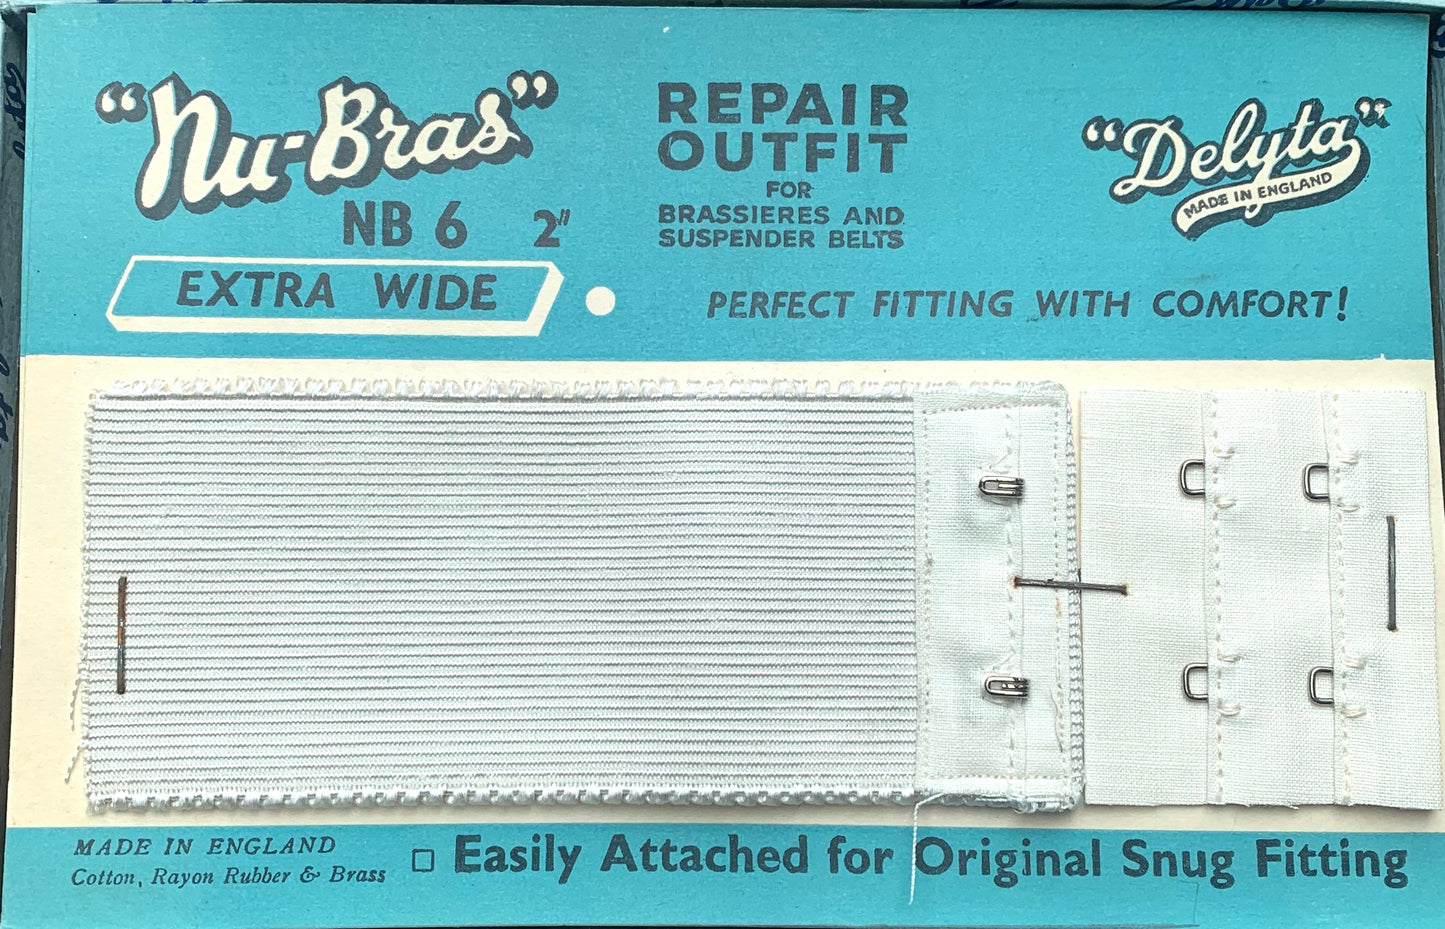 "Nu-Bras"
NB 6 2"
EXTRA WIDE
REPAIR
OUTFIT
FOR
BRASSIERES AND
SUSPENDER BELTS
"Delyta"
MADE IN ENGLAND
PERFECT FITTING WITH COMFORT!
MADE IN ENGLAND
Cotton, Rayon Rubber & Brass
Easily Attached for Original Snug Fitting